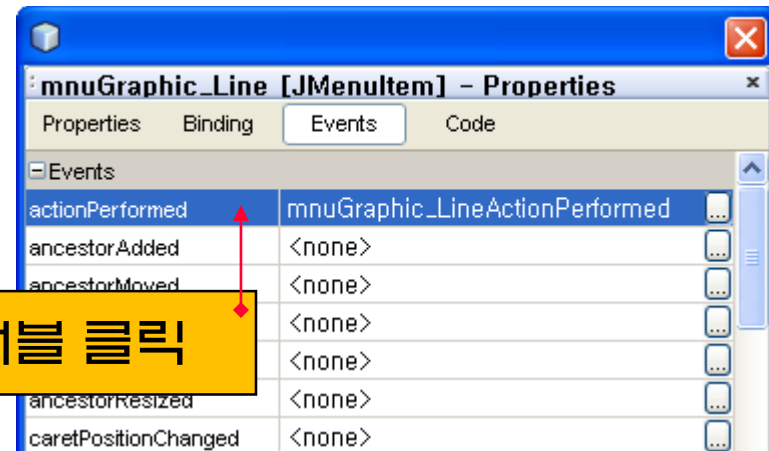 mnuGraphic_Line [JMenuItem] - Properties
Properties Binding Events Code
Events
actionPerformed mnuGraphic_LineActionPerformed ...
ancestorAdded <none> ...
ancestorMoved <none> ...
<none> ...
클릭
<none> ...
ancestorResized <none> ...
caretPositionChanged <none> ...